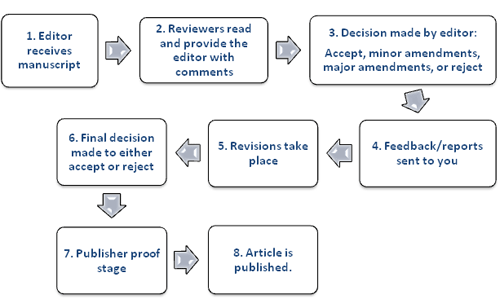 1. Editor
receives
manuscript
2. Reviewers read
and provide the
editor with
comments
3. Decision made by editor:
Accept, minor amendments,
major amendments, or reject
4. Feedback/reports
sent to you
5. Revisions take
place
6. Final decision
made to either
accept or reject
7. Publisher proof
stage
8. Article is
published.